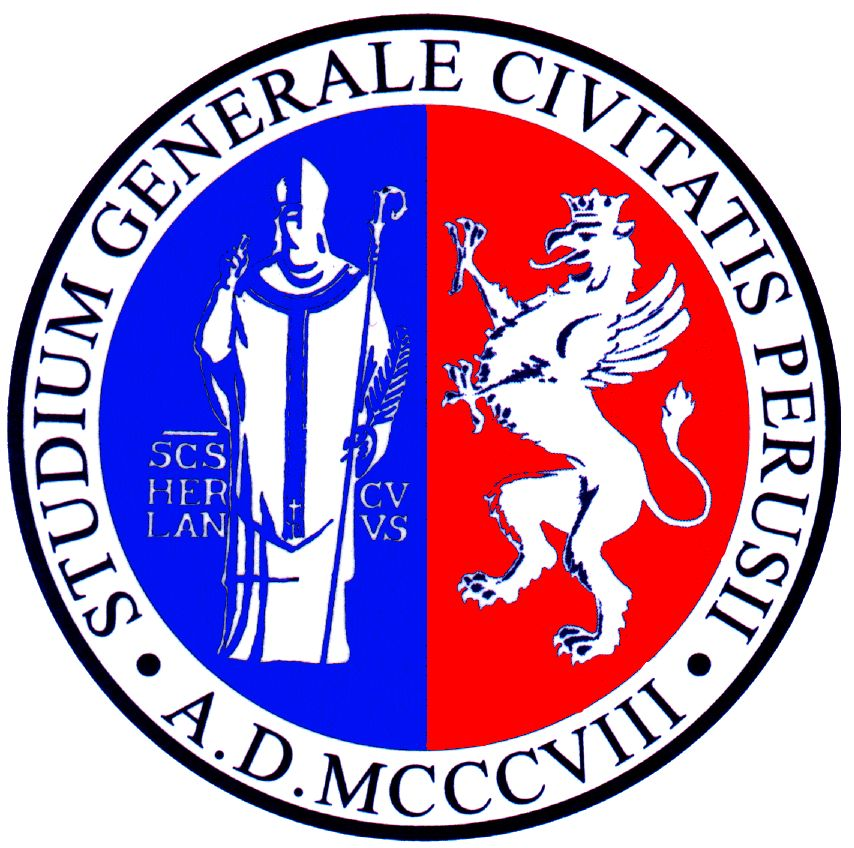 STUDIUM GENERALE CIVITATIS PERUSII
• A.D.MCCCVIII •
SCS
HER CV
LAN VS